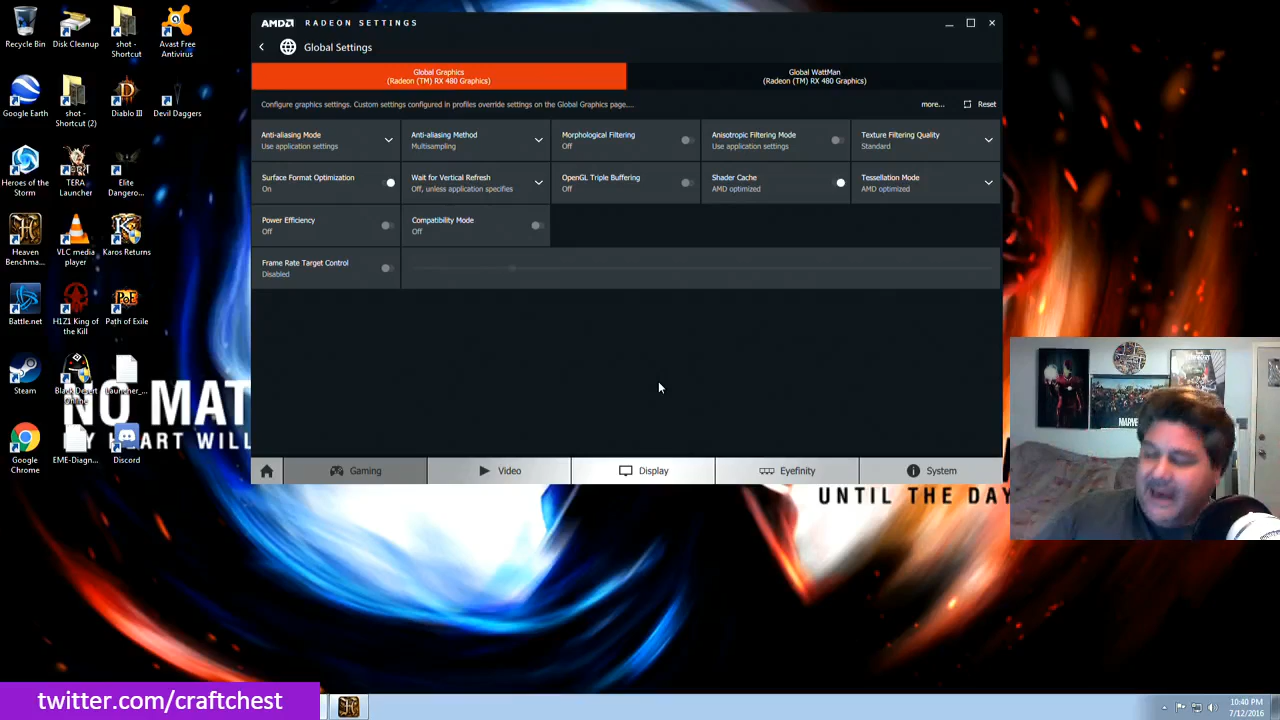 AMD RADEON SETTINGS
Global Settings
Global Graphics
(Radeon (TM) RX 480 Graphics)
Global WattMan
(Radeon (TM) RX 480 Graphics)
Configure graphics settings. Custom settings configured in profiles override settings on the Global Graphics page....
more...
Reset
Anti-aliasing Mode
Use application settings
Anti-aliasing Method
Multisampling
Morphological Filtering
Off
Anisotropic Filtering Mode
Use application settings
Texture Filtering Quality
Standard
Surface Format Optimization
On
Wait for Vertical Refresh
Off, unless application specifies
OpenGL Triple Buffering
Off
Shader Cache
AMD optimized
Tessellation Mode
AMD optimized
Power Efficiency
Off
Compatibility Mode
Off
Frame Rate Target Control
Disabled
Gaming
Video
Display
Eyefinity
System
Recycle Bin
Disk Cleanup
shot -
Shortcut
Avast Free
Antivirus
Google Earth
shot -
Shortcut (2)
Diablo III
Devil Daggers
Heroes of the
Storm
TERA
Launcher
Elite
Dangero...
Heaven
Benchma...
VLC media
player
Karos Returns
Battle.net
H1Z1 King of
the Kill
Path of Exile
Steam
Black Desert
Online
Launcher_...
Google
Chrome
EME-Diagn...
Discord
NO MAT
MY HEART WILL
UNTIL THE DAY
MARVEL
twitter.com/craftchest
10:40 PM
7/12/2016